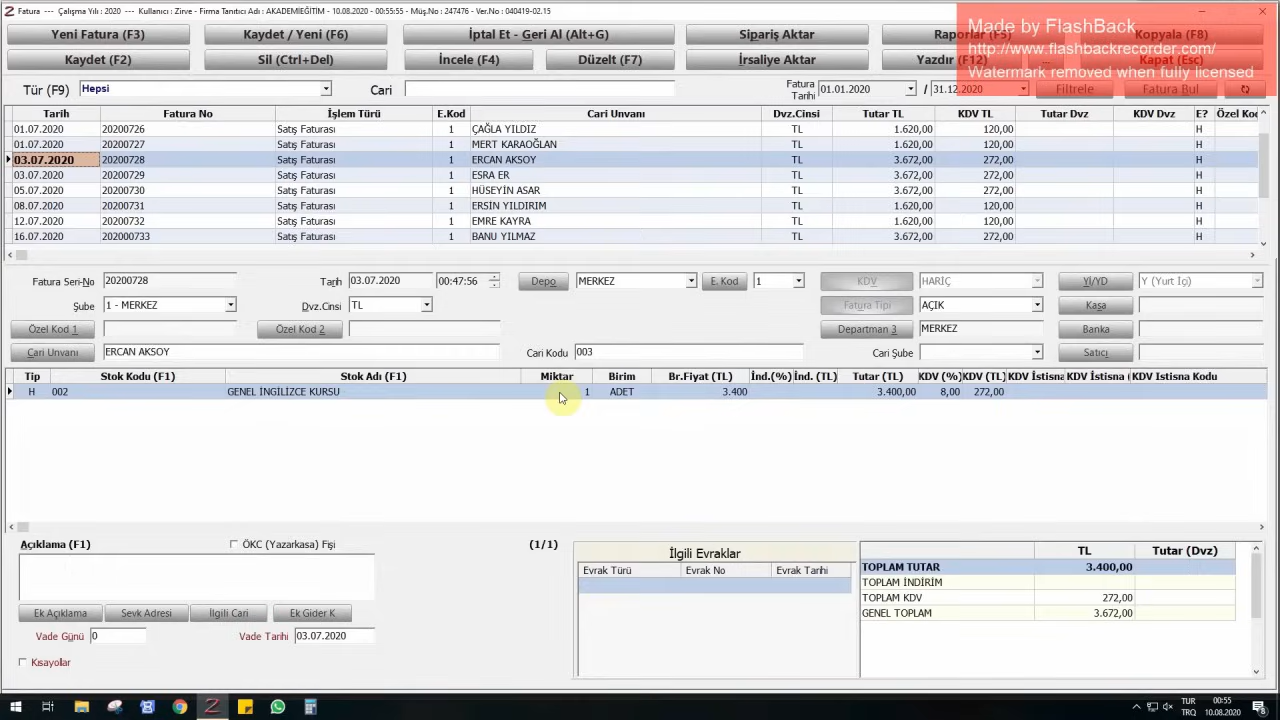 Fatura --- Çalışma Yılı : 2020 - Kullanıcı : Zirve - Firma Tanıtıcı Adı : AKADEMİEĞİTİM - 10.08.2020 - 00:55:55 - Müş.No : 247476 - Ver.No : 040419-02.15
Made by FlashBack
http://www.flashbackrecorder.com/
Watermark removed when fully licensed
Yeni Fatura (F3) Kaydet / Yeni (F6) İptal Et - Geri Al (Alt+G) Sipariş Aktar Raporlar (F5) Kopyala (F8)
Kaydet (F2) Sil (Ctrl+Del) İncele (F4) Düzelt (F7) İrsaliye Aktar Yazdır (F12) ... Kapat (Esc)
Tür (F9) Hepsi Cari Fatura Tarihi 01.01.2020 / 31.12.2020 Filtrele Fatura Bul
Tarih Fatura No İşlem Türü E.Kod Cari Unvanı Dvz.Cinsi Tutar TL KDV TL Tutar Dvz KDV Dvz E? Özel Koc
01.07.2020 20200726 Satış Faturası 1 ÇAĞLA YILDIZ TL 1.620,00 120,00 H
01.07.2020 20200727 Satış Faturası 1 MERT KARAOĞLAN TL 1.620,00 120,00 H
03.07.2020 20200728 Satış Faturası 1 ERCAN AKSOY TL 3.672,00 272,00 H
03.07.2020 20200729 Satış Faturası 1 ESRA ER TL 3.672,00 272,00 H
05.07.2020 20200730 Satış Faturası 1 HÜSEYİN ASAR TL 3.672,00 272,00 H
08.07.2020 20200731 Satış Faturası 1 ERSİN YILDIRIM TL 1.620,00 120,00 H
12.07.2020 20200732 Satış Faturası 1 EMRE KAYRA TL 1.620,00 120,00 H
16.07.2020 202000733 Satış Faturası 1 BANU YILMAZ TL 3.672,00 272,00 H
Fatura Seri-No 20200728 Tarih 03.07.2020 00:47:56 Depo MERKEZ E. Kod 1 KDV HARİÇ Yİ/YD Y (Yurt İçi)
Şube 1 - MERKEZ Dvz.Cinsi TL Fatura Tipi AÇIK Kasa
Özel Kod 1 Özel Kod 2 Departman 3 MERKEZ Banka
Cari Unvanı ERCAN AKSOY Cari Kodu 003 Cari Şube Satıcı
Tip Stok Kodu (F1) Stok Adı (F1) Miktar Birim Br.Fiyat (TL) İnd.(%) İnd. (TL) Tutar (TL) KDV (%) KDV (TL) KDV İstisna KDV İstisna ( KDV Istisna Kodu
H 002 GENEL İNGİLİZCE KURSU 1 ADET 3.400 3.400,00 8,00 272,00
Açıklama (F1) ÖKC (Yazarkasa) Fişi (1/1)
İlgili Evraklar
Evrak Türü Evrak No Evrak Tarihi
TL Tutar (Dvz)
TOPLAM TUTAR 3.400,00
TOPLAM İNDİRİM
TOPLAM KDV 272,00
GENEL TOPLAM 3.672,00
Ek Açıklama Sevk Adresi İlgili Cari Ek Gider K
Vade Günü 0 Vade Tarihi 03.07.2020
Kısayollar
TUR
TRQ
00:55
10.08.2020
8